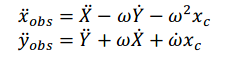 ẍ_obs = Ẍ − ωẎ − ω²x_c
ÿ_obs = Ÿ + ωẊ + ω̇x_c